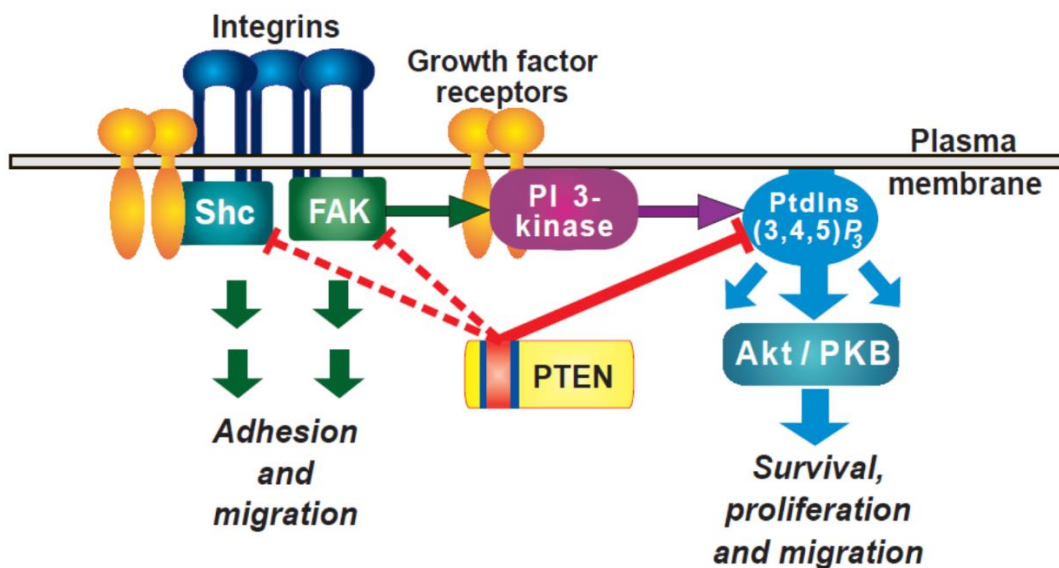 Integrins
Growth factor
receptors
Plasma
membrane
Shc
FAK
PI 3-
kinase
PtdIns
(3,4,5)P3
PTEN
Akt / PKB
Adhesion
and
migration
Survival,
proliferation
and migration